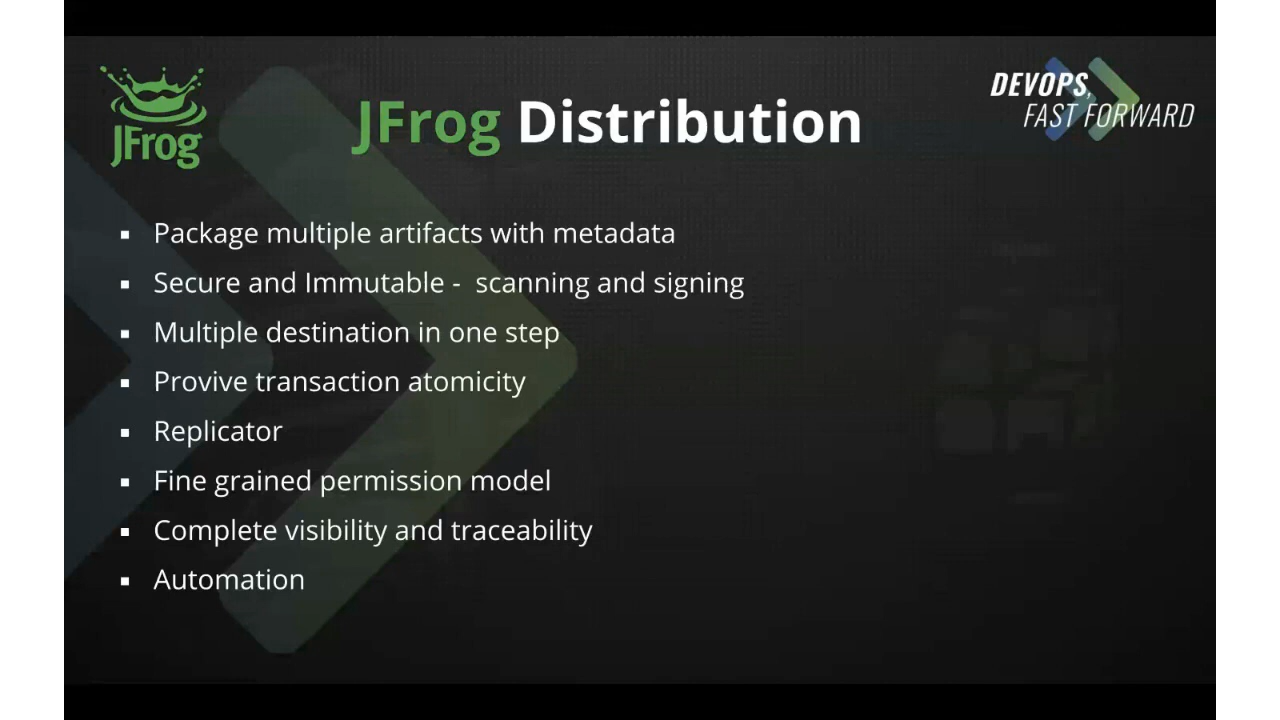 JFrog
JFrog Distribution
DEVOPS,
FAST FORWARD
Package multiple artifacts with metadata
Secure and Immutable - scanning and signing
Multiple destination in one step
Provive transaction atomicity
Replicator
Fine grained permission model
Complete visibility and traceability
Automation